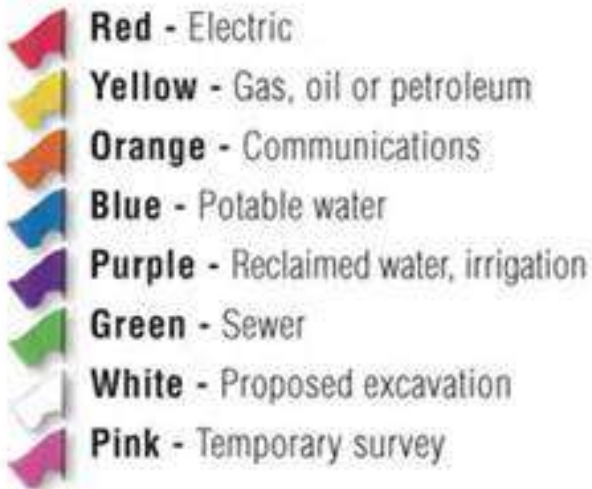 Red - Electric
Yellow - Gas, oil or petroleum
Orange - Communications
Blue - Potable water
Purple - Reclaimed water, irrigation
Green - Sewer
White - Proposed excavation
Pink - Temporary survey